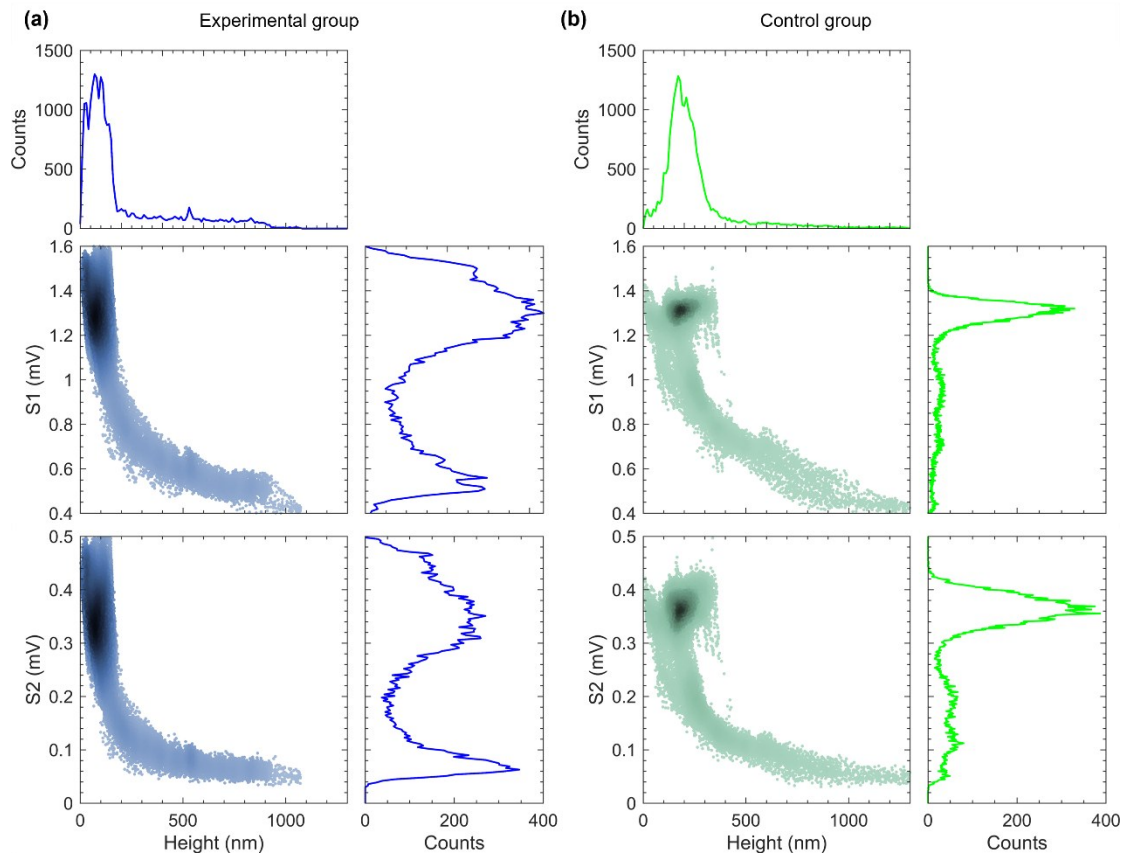 (a) Experimental group
(b) Control group
1500
1000
500
0
Counts
1500
1000
500
0
Counts
1.6
1.4
1.2
1
0.8
0.6
0.4
S1 (mV)
1.6
1.4
1.2
1
0.8
0.6
0.4
S1 (mV)
0.5
0.4
0.3
0.2
0.1
0
S2 (mV)
0 500 1000
Height (nm)
0 200 400
Counts
0.5
0.4
0.3
0.2
0.1
0
S2 (mV)
0 500 1000
Height (nm)
0 200 400
Counts